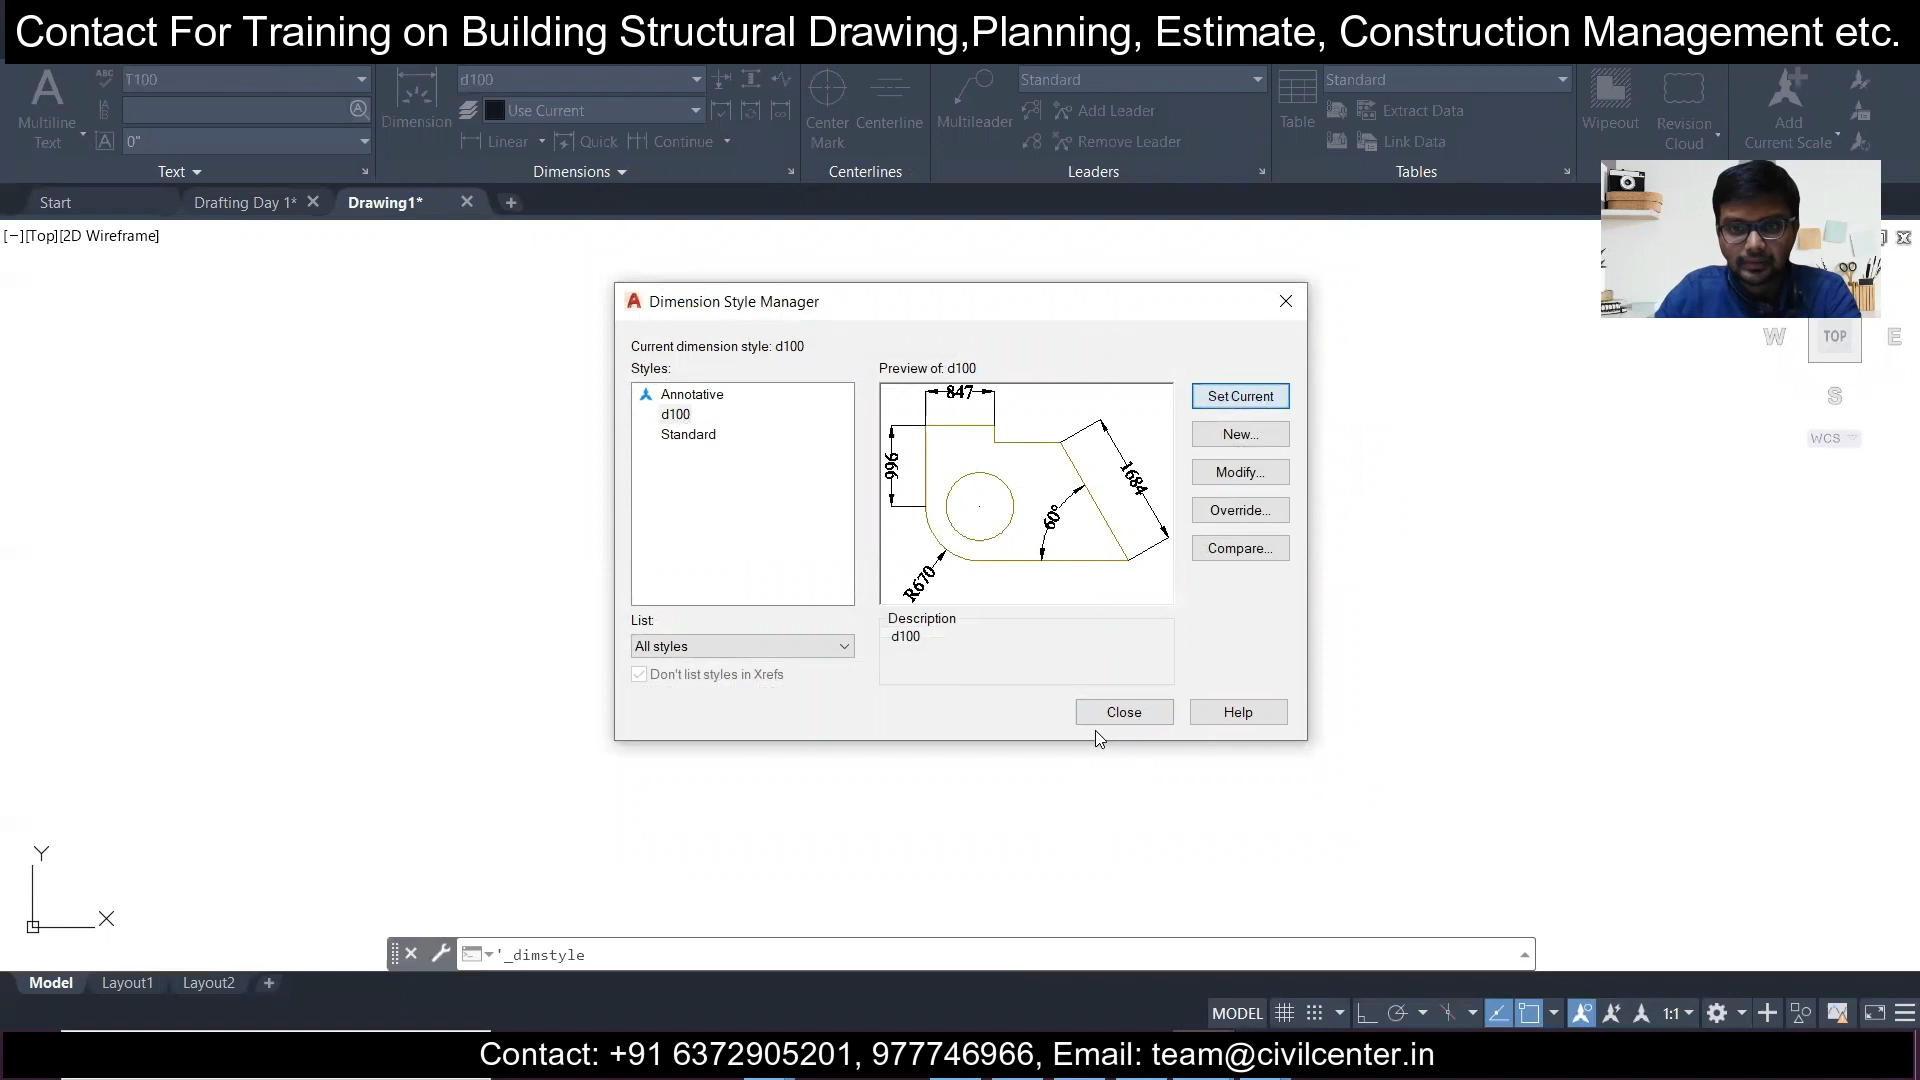 Contact For Training on Building Structural Drawing,Planning, Estimate, Construction Management etc.
T100
d100
Standard
Standard
Use Current
Add Leader
Extract Data
Multiline
Text
Dimension
Center
Mark
Centerline
Multileader
Table
Wipeout
Revision
Cloud
Add
Current Scale
0"
Linear
Quick
Continue
Remove Leader
Link Data
Text
Dimensions
Centerlines
Leaders
Tables
Start
Drafting Day 1*
Drawing1*
[−][Top][2D Wireframe]
Dimension Style Manager
Current dimension style: d100
Styles:
Annotative
d100
Standard
Preview of: d100
847
996
1684
60°
R670
Set Current
New...
Modify...
Override...
Compare...
List:
All styles
Don't list styles in Xrefs
Description
d100
Close
Help
W
TOP
E
S
WCS
Y
X
'_dimstyle
Model
Layout1
Layout2
MODEL
1:1
Contact: +91 6372905201, 977746966, Email: team@civilcenter.in